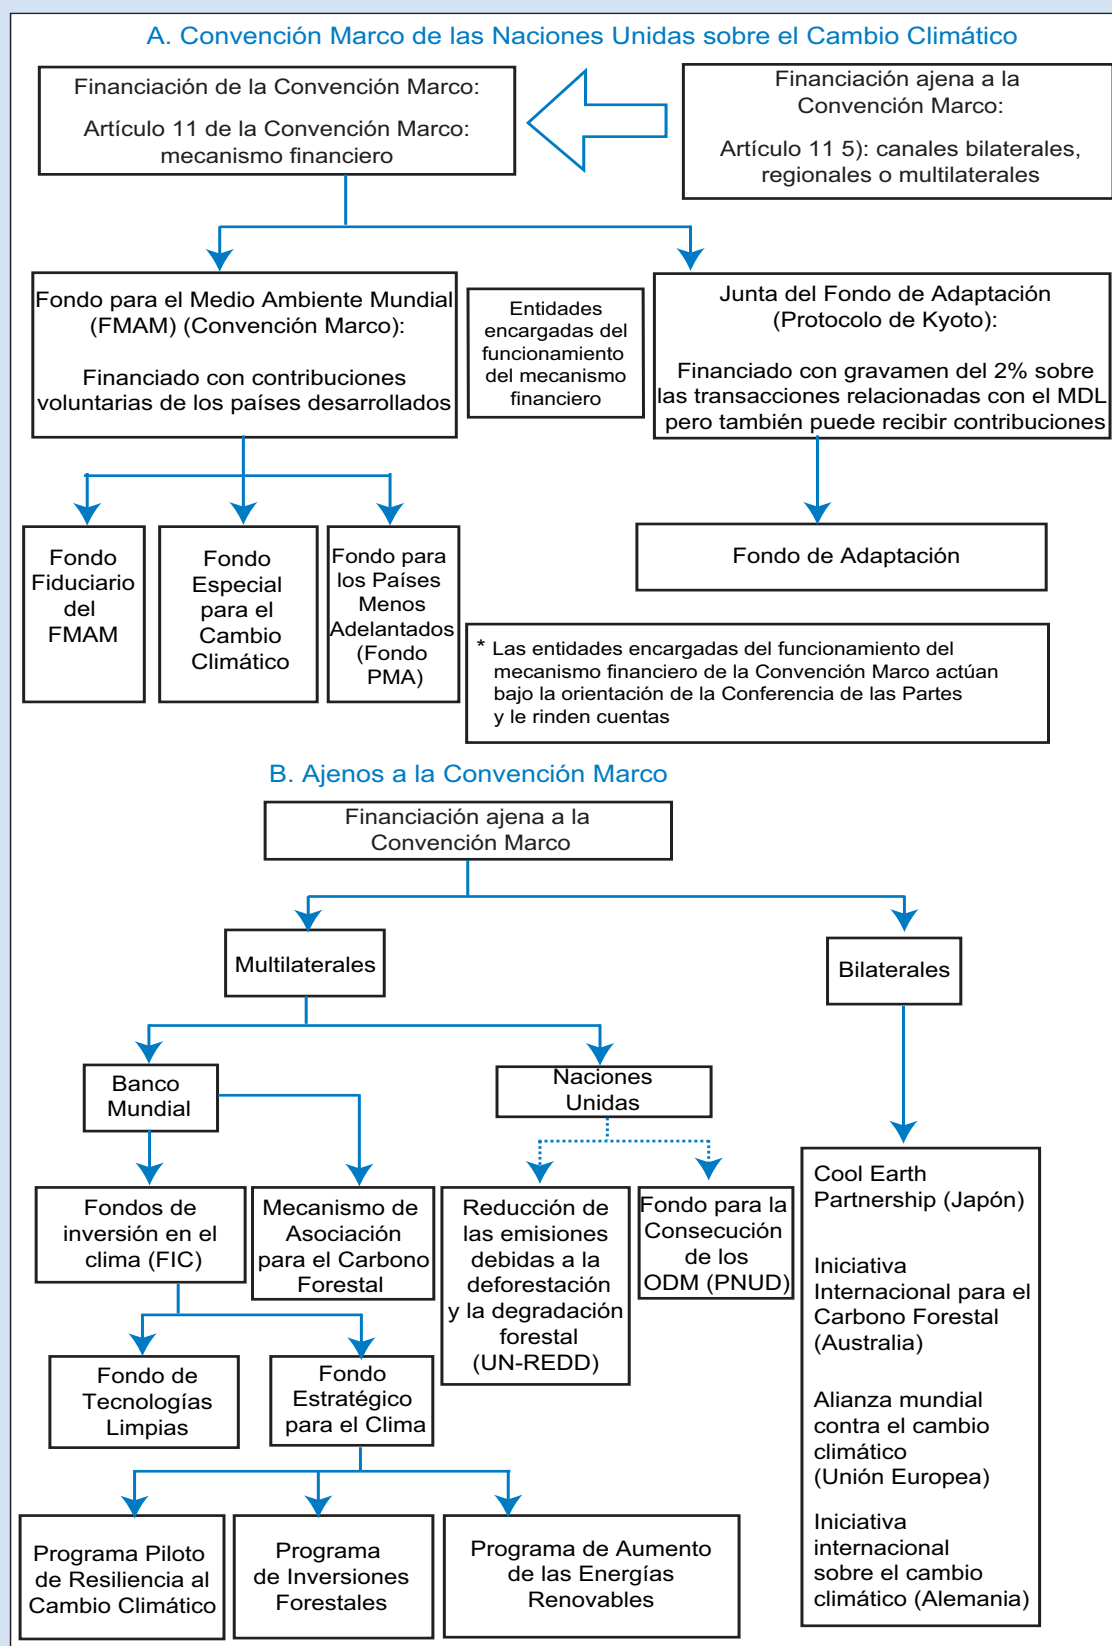 A. Convención Marco de las Naciones Unidas sobre el Cambio Climático
Financiación de la Convención Marco:
Artículo 11 de la Convención Marco:
mecanismo financiero
Financiación ajena a la
Convención Marco:
Artículo 11 5): canales bilaterales,
regionales o multilaterales
Fondo para el Medio Ambiente Mundial
(FMAM) (Convención Marco):
Financiado con contribuciones
voluntarias de los países desarrollados
Entidades
encargadas del
funcionamiento
del mecanismo
financiero
Junta del Fondo de Adaptación
(Protocolo de Kyoto):
Financiado con gravamen del 2% sobre
las transacciones relacionadas con el MDL
pero también puede recibir contribuciones
Fondo
Fiduciario
del
FMAM
Fondo
Especial
para el
Cambio
Climático
Fondo para
los Países
Menos
Adelantados
(Fondo
PMA)
Fondo de Adaptación
* Las entidades encargadas del funcionamiento del
mecanismo financiero de la Convención Marco actúan
bajo la orientación de la Conferencia de las Partes
y le rinden cuentas
B. Ajenos a la Convención Marco
Financiación ajena a la
Convención Marco
Multilaterales
Bilaterales
Banco
Mundial
Naciones
Unidas
Fondos de
inversión en el
clima (FIC)
Mecanismo de
Asociación
para el Carbono
Forestal
Reducción de
las emisiones
debidas a la
deforestación
y la degradación
forestal
(UN-REDD)
Fondo para la
Consecución
de los
ODM (PNUD)
Cool Earth
Partnership (Japón)
Iniciativa
Internacional para el
Carbono Forestal
(Australia)
Alianza mundial
contra el cambio
climático
(Unión Europea)
Iniciativa
internacional
sobre el cambio
climático (Alemania)
Fondo de
Tecnologías
Limpias
Fondo
Estratégico
para el Clima
Programa Piloto
de Resiliencia al
Cambio Climático
Programa
de Inversiones
Forestales
Programa de Aumento
de las Energías
Renovables